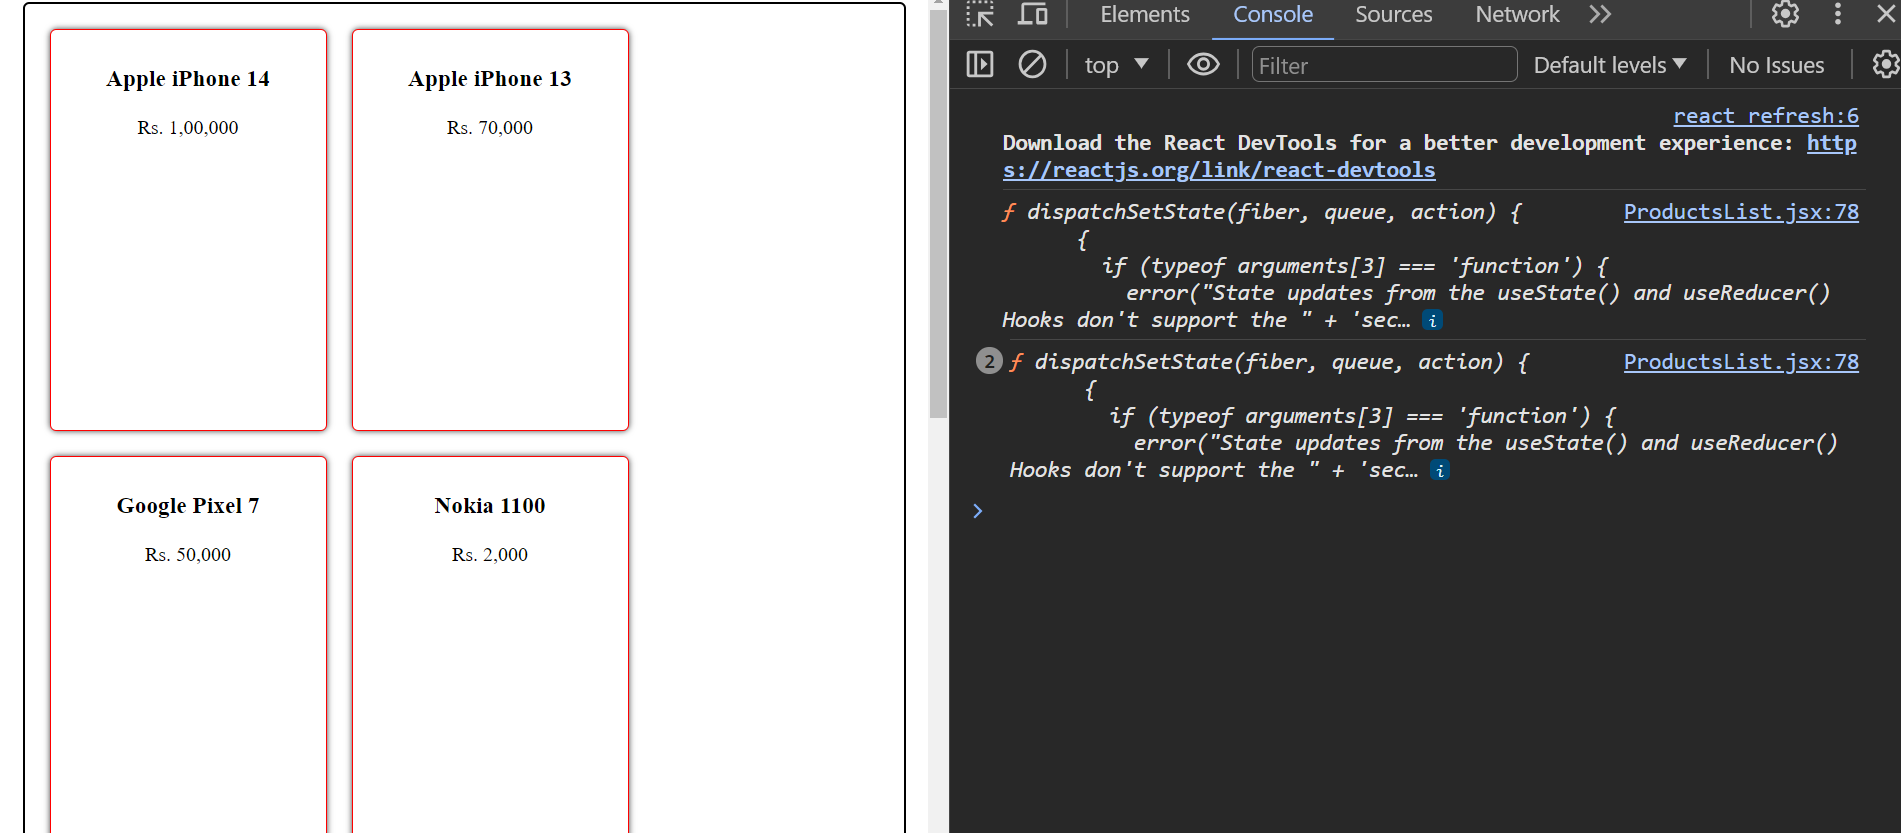 Apple iPhone 14
Rs. 1,00,000
Apple iPhone 13
Rs. 70,000
Google Pixel 7
Rs. 50,000
Nokia 1100
Rs. 2,000
Elements Console Sources Network
top Filter Default levels No Issues
react refresh:6
Download the React DevTools for a better development experience: http
s://reactjs.org/link/react-devtools
ƒ dispatchSetState(fiber, queue, action) { ProductsList.jsx:78
{
if (typeof arguments[3] === 'function') {
error("State updates from the useState() and useReducer()
Hooks don't support the " + 'sec… i
2 ƒ dispatchSetState(fiber, queue, action) { ProductsList.jsx:78
{
if (typeof arguments[3] === 'function') {
error("State updates from the useState() and useReducer()
Hooks don't support the " + 'sec… i